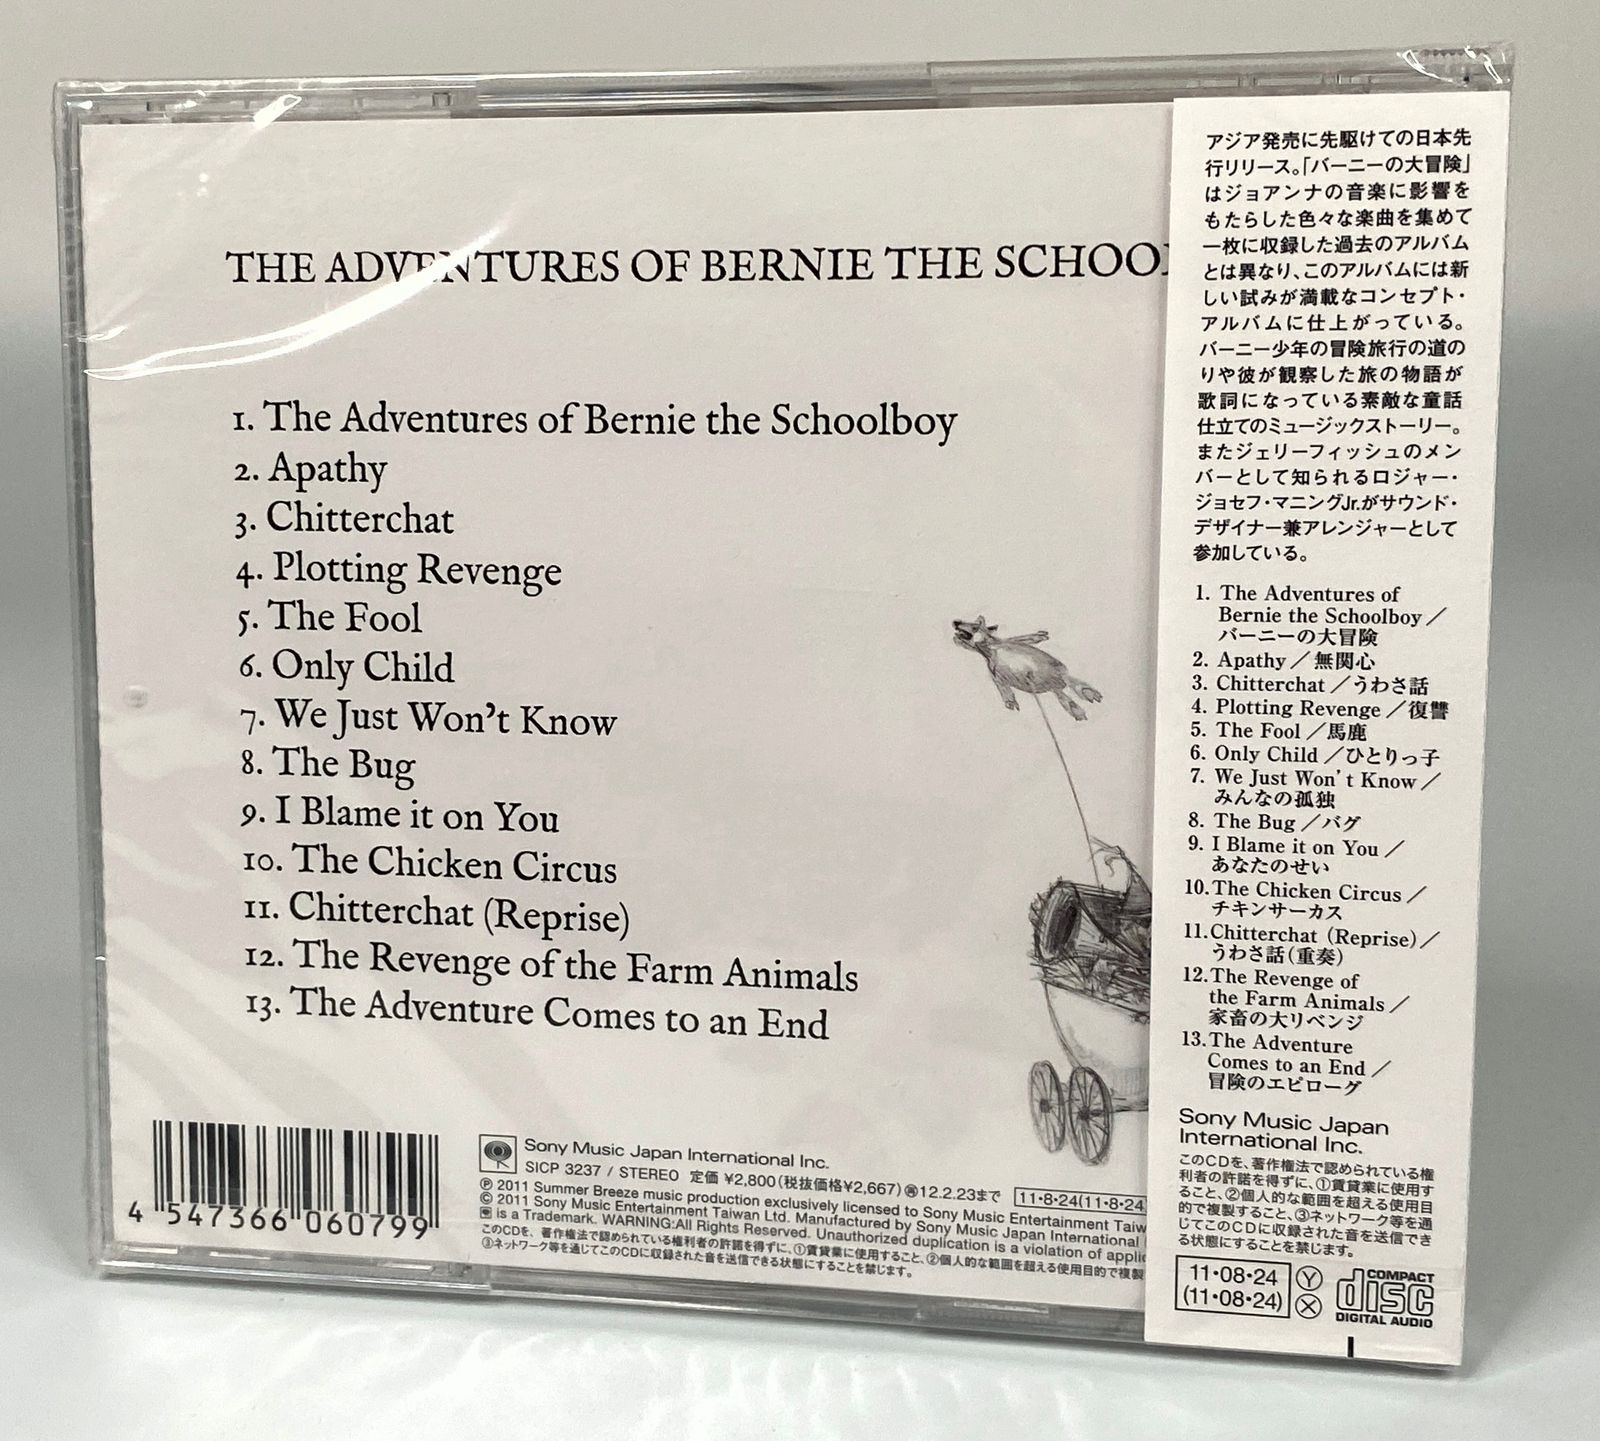 THE ADVENTURES OF BERNIE THE SCHOOL
1. The Adventures of Bernie the Schoolboy
2. Apathy
3. Chitterchat
4. Plotting Revenge
5. The Fool
6. Only Child
7. We Just Won't Know
8. The Bug
9. I Blame it on You
10. The Chicken Circus
11. Chitterchat (Reprise)
12. The Revenge of the Farm Animals
13. The Adventure Comes to an End
4 547366 060799
Sony Music Japan International Inc.
SICP 3237 / STEREO 定価 ¥2,800(税抜価格¥2,667) 12.2.23まで
11・8・24(11・8・24
Ⓟ 2011 Summer Breeze music production exclusively licensed to Sony Music Entertainment Taiw
© 2011 Sony Music Entertainment Taiwan Ltd. Manufactured by Sony Music Japan International
is a Trademark. WARNING:All Rights Reserved. Unauthorized duplication is a violation of applic
このCDを、著作権法で認められている権利者の許諾を得ずに、①賃貸業に使用すること、②個人的な範囲を超える使用目的で複製
③ネットワーク等を通じてこのCDに収録された音を送信できる状態にすることを禁じます。
アジア発売に先駆けての日本先
行リリース。「バーニーの大冒険」
はジョアンナの音楽に影響を
もたらした色々な楽曲を集めて
一枚に収録した過去のアルバム
とは異なり、このアルバムには新
しい試みが満載なコンセプト・
アルバムに仕上がっている。
バーニー少年の冒険旅行の道の
りや彼が観察した旅の物語が
歌詞になっている素敵な童話
仕立てのミュージックストーリー。
またジェリーフィッシュのメン
バーとして知られるロジャー・
ジョセフ・マニングJr.がサウンド・
デザイナー兼アレンジャーとして
参加している。
1. The Adventures of
Bernie the Schoolboy／
バーニーの大冒険
2. Apathy／無関心
3. Chitterchat／うわさ話
4. Plotting Revenge／復讐
5. The Fool／馬鹿
6. Only Child／ひとりっ子
7. We Just Won't Know／
みんなの孤独
8. The Bug／バグ
9. I Blame it on You／
あなたのせい
10. The Chicken Circus／
チキンサーカス
11. Chitterchat (Reprise)／
うわさ話(重奏)
12. The Revenge of
the Farm Animals／
家畜の大リベンジ
13. The Adventure
Comes to an End／
冒険のエピローグ
Sony Music Japan
International Inc.
このCDを、著作権法で認められている権
利者の許諾を得ずに、①賃貸業に使用す
ること、②個人的な範囲を超える使用目
的で複製すること、③ネットワーク等を通
じてこのCDに収録された音を送信でき
る状態にすることを禁じます。
11・08・24
(11・08・24)
Ⓨ
Ⓧ
COMPACT
disc
DIGITAL AUDIO